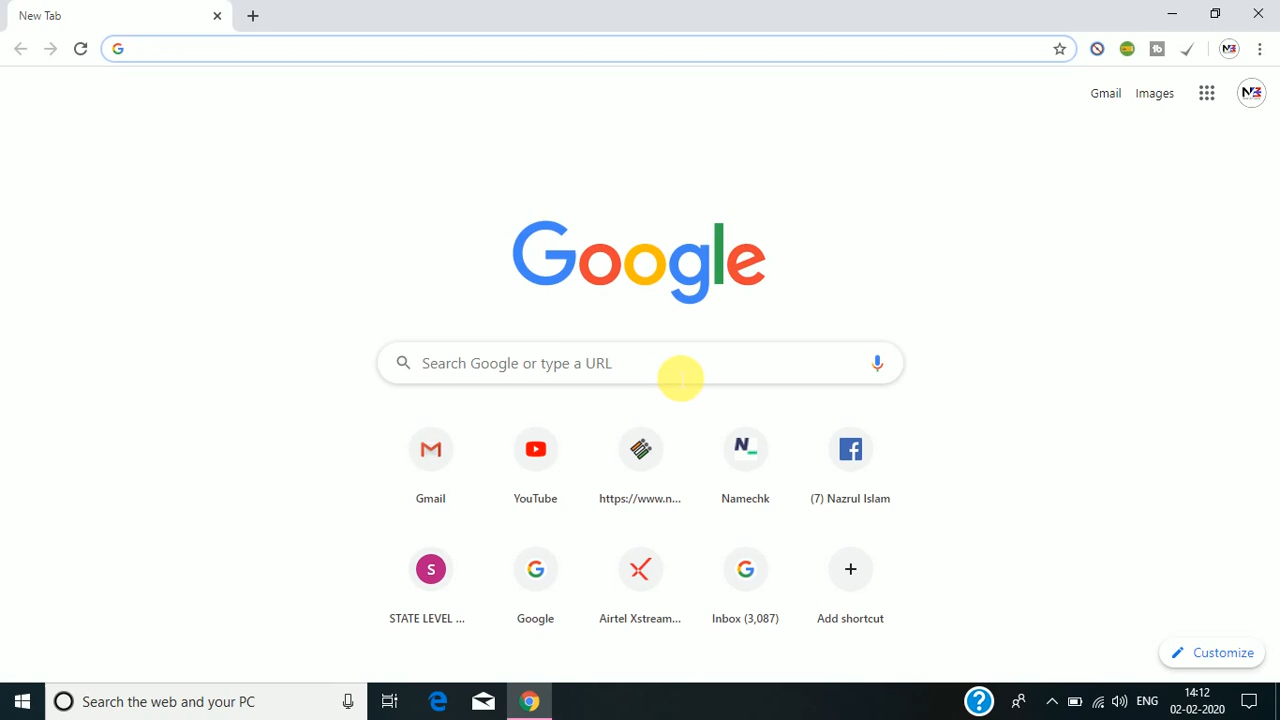 New Tab
Gmail Images
Google
Search Google or type a URL
Gmail YouTube https://www.n... Namechk (7) Nazrul Islam
S
STATE LEVEL ... Google Airtel Xstream... Inbox (3,087) Add shortcut
Customize
Search the web and your PC
ENG
14:12
02-02-2020